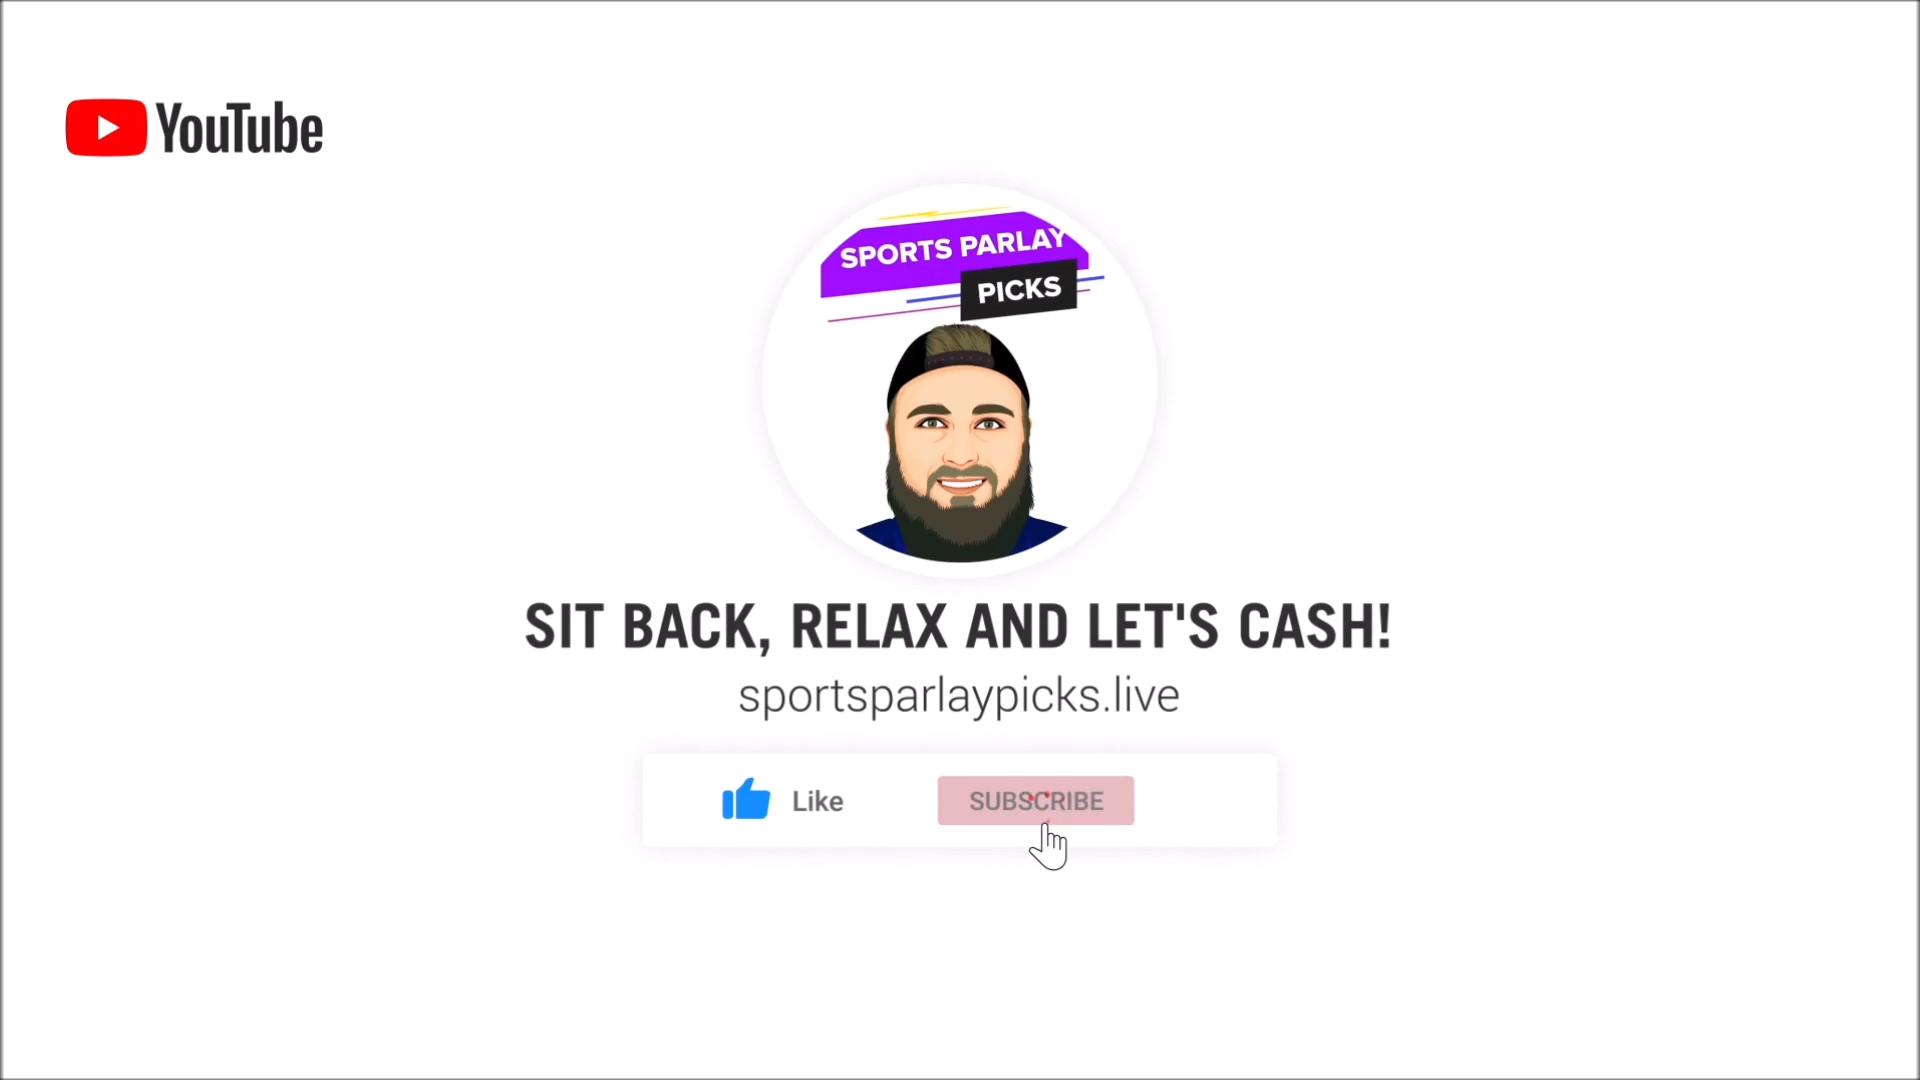 YouTube
SPORTS PARLAY
PICKS
SIT BACK, RELAX AND LET'S CASH!
sportsparlaypicks.live
Like
SUBSCRIBE